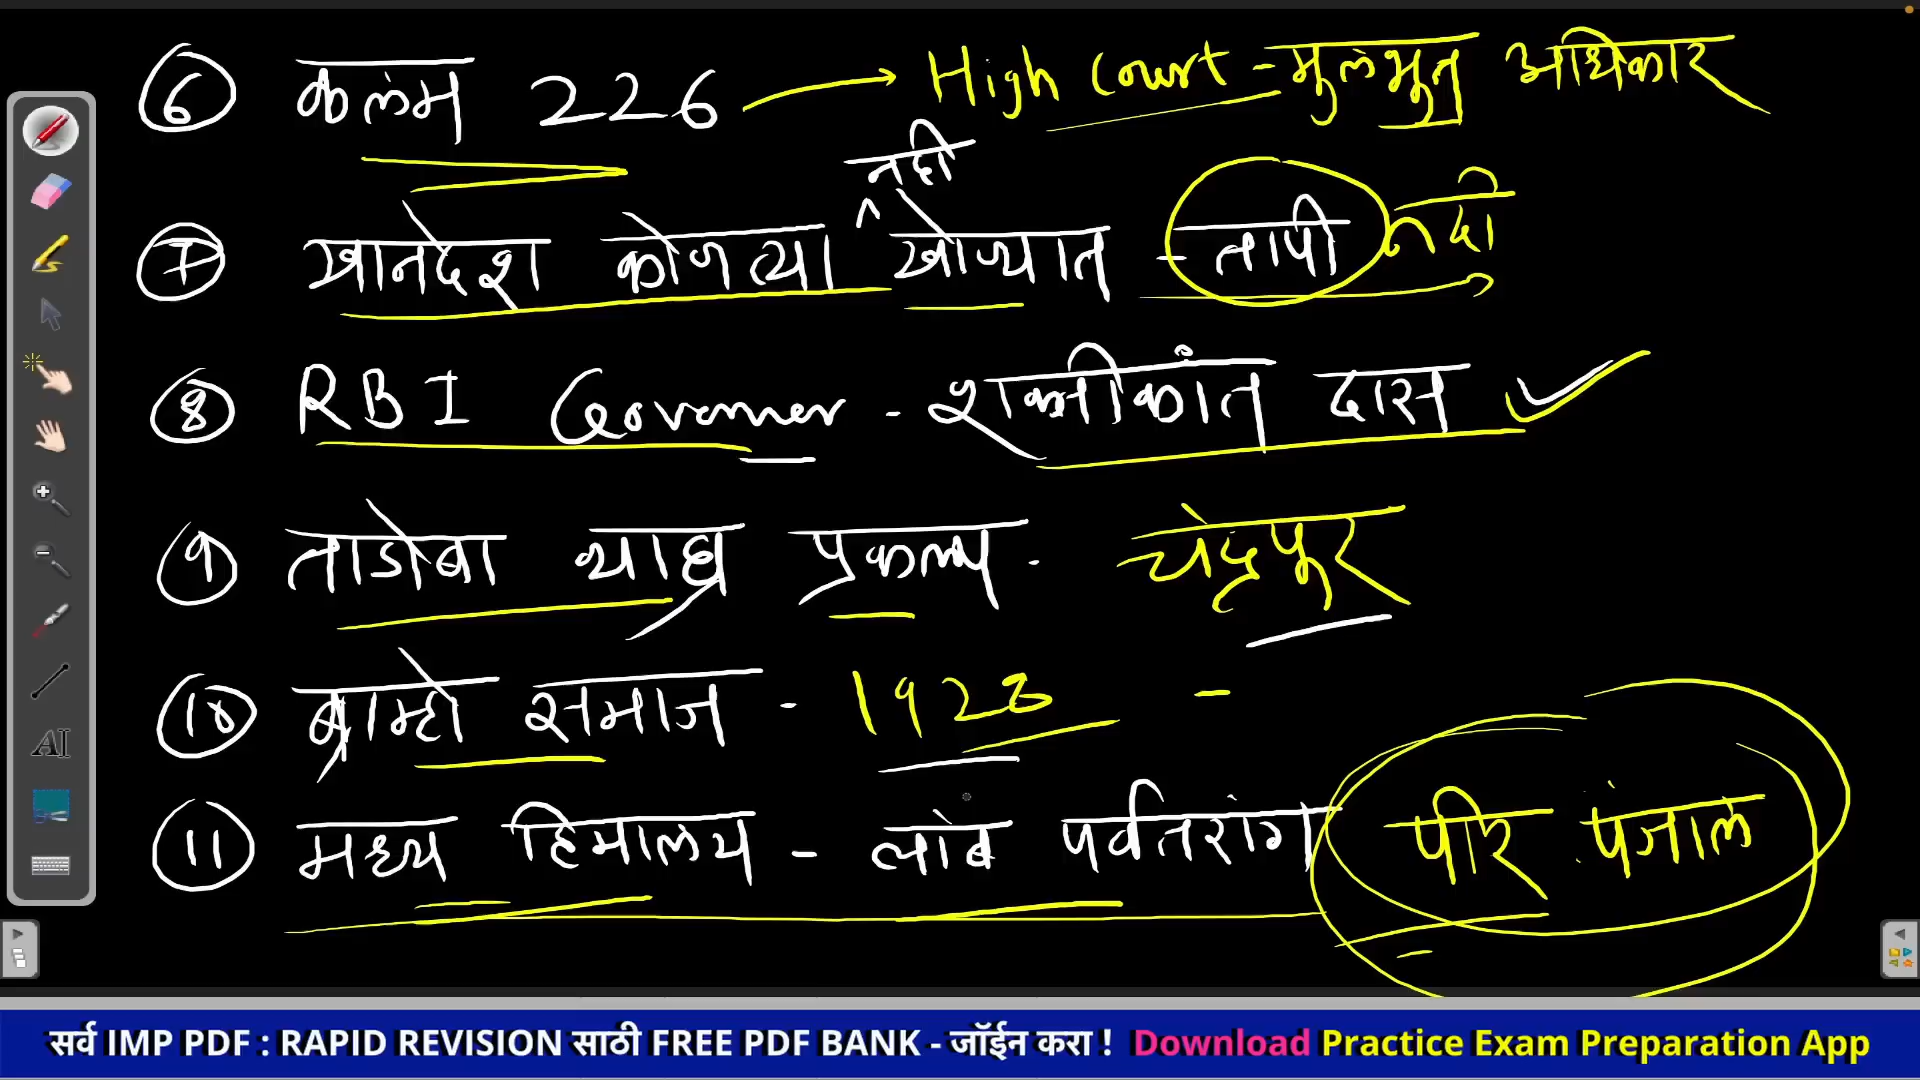 6 कलम 226 → High Court - मुलभूत अधिकार
नदी
7 खानदेश कोणत्या ^ खोऱ्यात - तापी नदी
8 RBI Governer - शक्तीकांत दास ✓
9 ताडोबा व्याघ्र प्रकल्प - चंद्रपूर
10 ब्राम्हो समाज - 1928 -
11 मध्य हिमालय - लांब पर्वतरांग पीर पंजाल
सर्व IMP PDF : RAPID REVISION साठी FREE PDF BANK - जॉईन करा ! Download Practice Exam Preparation App